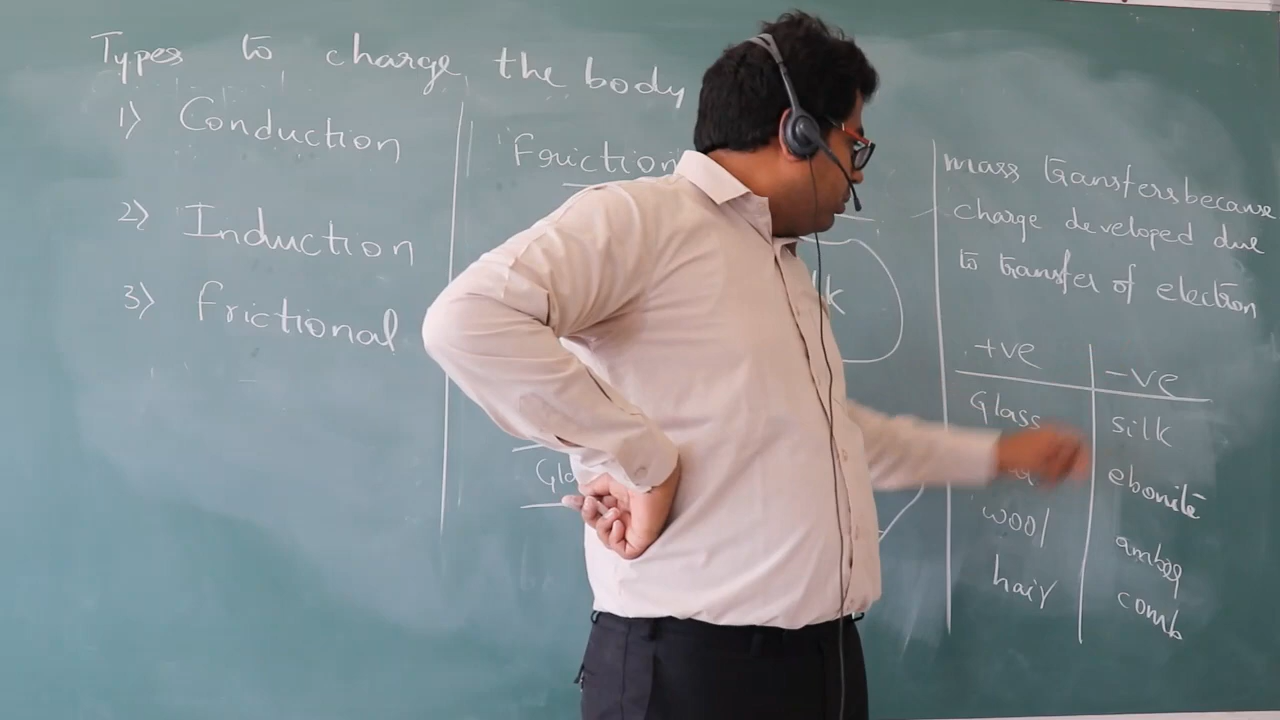 Types to charge the body
1) Conduction
2) Induction
3) frictional
Friction
mass transfers because
charge developed due
to transfer of electron
+ve -ve
Glass silk
ebonite
wool amber
hair comb